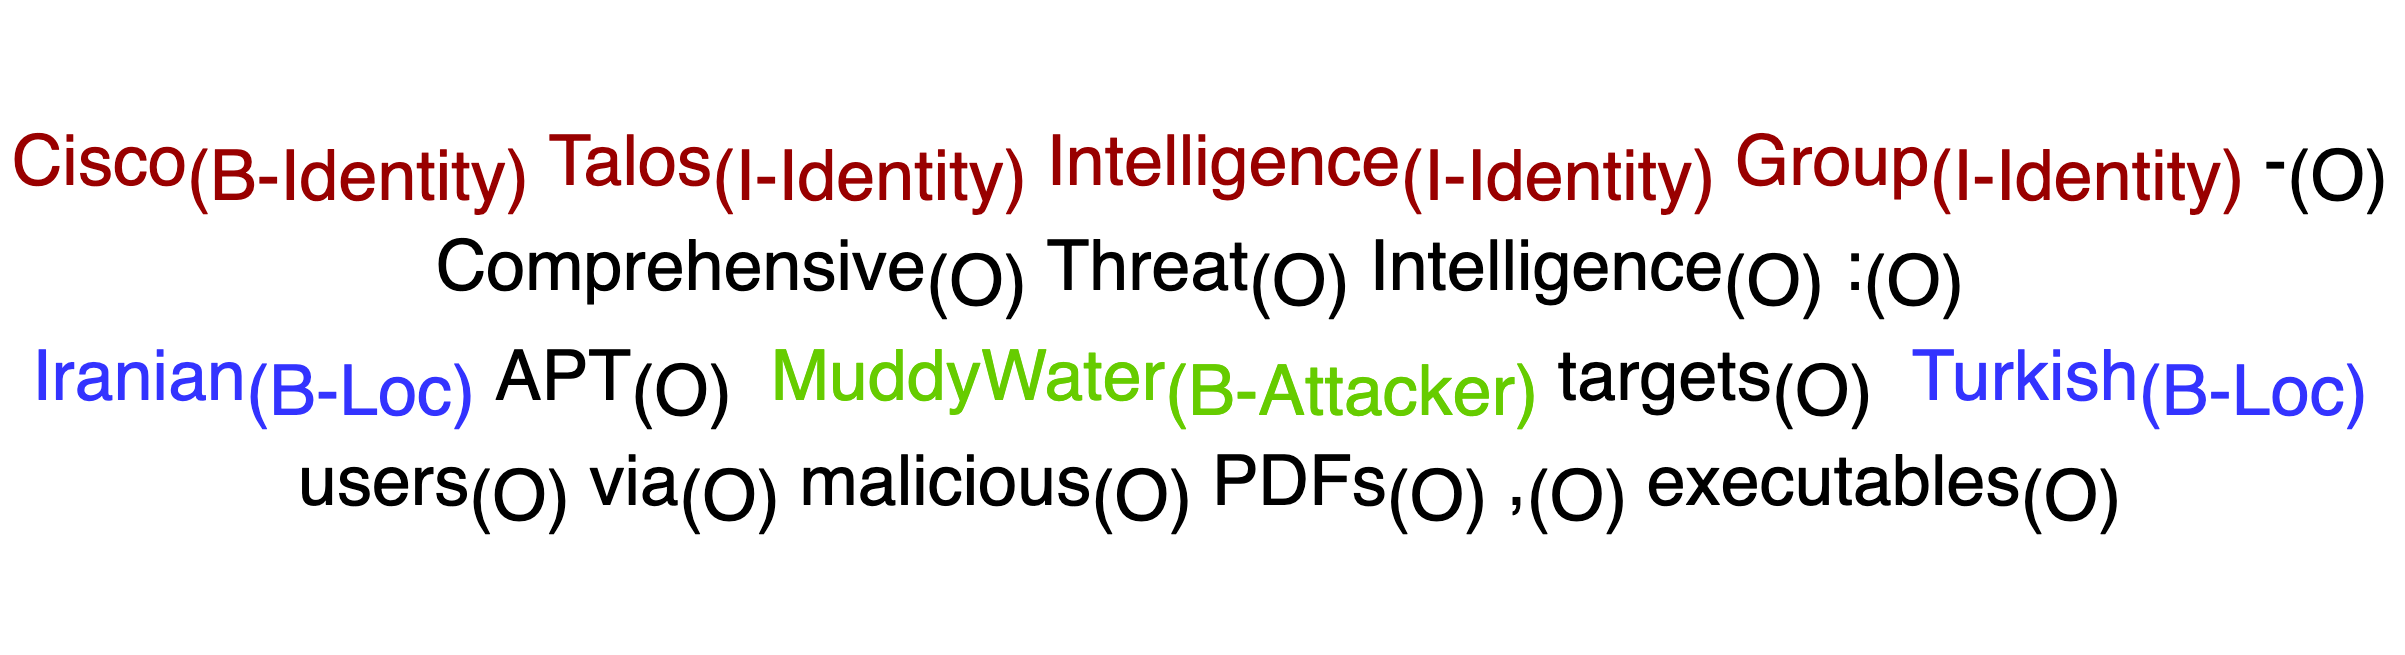 Cisco(B-Identity) Talos(I-Identity) Intelligence(I-Identity) Group(I-Identity) -(O)
Comprehensive(O) Threat(O) Intelligence(O) :(O)
Iranian(B-Loc) APT(O) MuddyWater(B-Attacker) targets(O) Turkish(B-Loc)
users(O) via(O) malicious(O) PDFs(O) ,(O) executables(O)